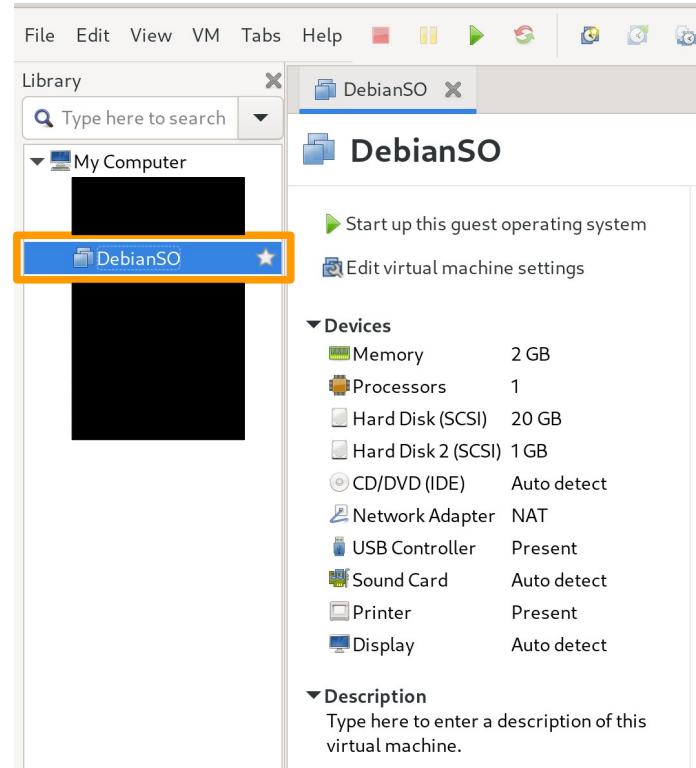 File Edit View VM Tabs Help
Library
Type here to search
My Computer
DebianSO
DebianSO
DebianSO
Start up this guest operating system
Edit virtual machine settings
Devices
Memory 2 GB
Processors 1
Hard Disk (SCSI) 20 GB
Hard Disk 2 (SCSI) 1 GB
CD/DVD (IDE) Auto detect
Network Adapter NAT
USB Controller Present
Sound Card Auto detect
Printer Present
Display Auto detect
Description
Type here to enter a description of this
virtual machine.